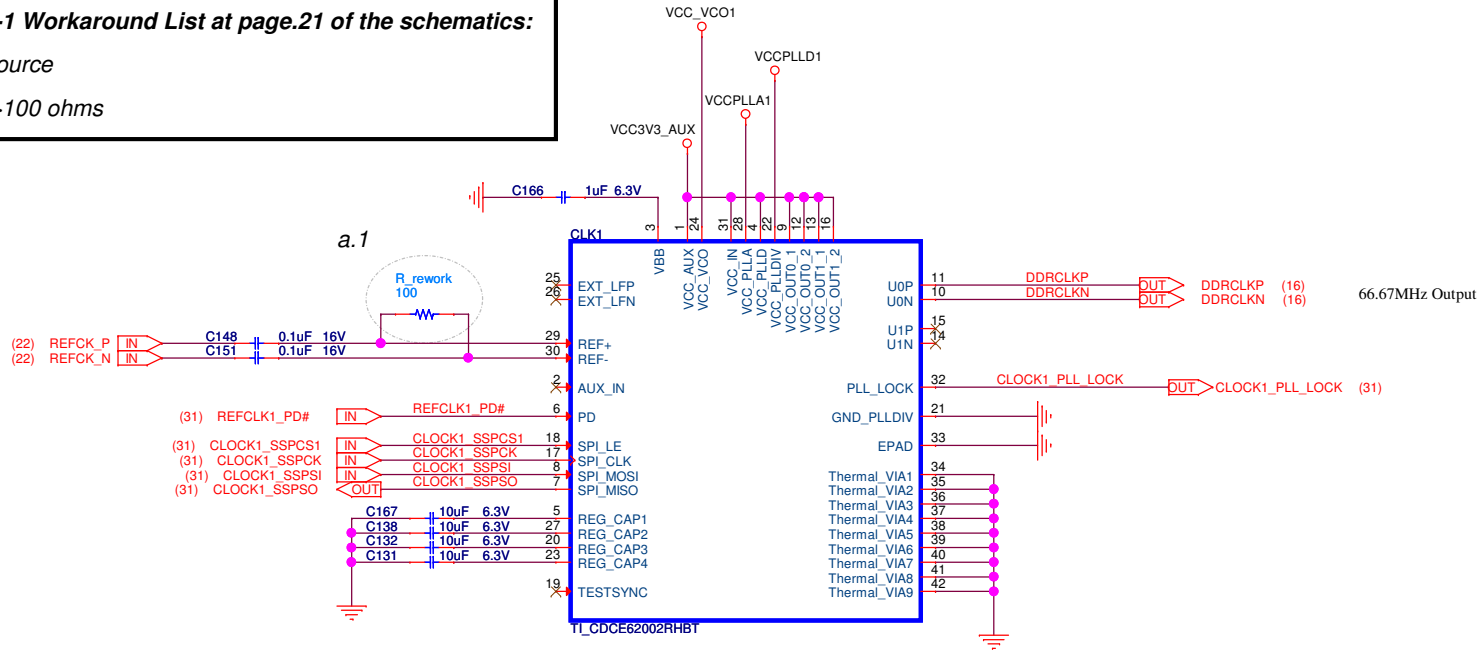 -1 Workaround List at page.21 of the schematics:
ource
-100 ohms
VCC_VCO1
VCCPLLD1
VCCPLLA1
VCC3V3_AUX
C166 1uF 6.3V
3 1 24 31 28 4 22 9 12 13 16
a.1
CLK1
R_rework
100
VBB VCC_AUX VCC_VCO VCC_IN VCC_PLLA VCC_PLLD VCC_PLLDIV VCC_OUT0_1 VCC_OUT0_2 VCC_OUT1_1 VCC_OUT1_2
25 EXT_LFP
26 EXT_LFN
U0P 11 DDRCLKP OUT DDRCLKP (16)
U0N 10 DDRCLKN OUT DDRCLKN (16)
66.67MHz Output
U1P 15
U1N 14
(22) REFCK_P IN C148 0.1uF 16V 29 REF+
(22) REFCK_N IN C151 0.1uF 16V 30 REF-
2 AUX_IN
PLL_LOCK 32 CLOCK1_PLL_LOCK OUT CLOCK1_PLL_LOCK (31)
(31) REFCLK1_PD# IN REFCLK1_PD# 6 PD
GND_PLLDIV 21
(31) CLOCK1_SSPCS1 IN CLOCK1_SSPCS1 18 SPI_LE
EPAD 33
(31) CLOCK1_SSPCK IN CLOCK1_SSPCK 17 SPI_CLK
(31) CLOCK1_SSPSI IN CLOCK1_SSPSI 8 SPI_MOSI
(31) CLOCK1_SSPSO OUT CLOCK1_SSPSO 7 SPI_MISO
Thermal_VIA1 34
Thermal_VIA2 35
Thermal_VIA3 36
Thermal_VIA4 37
Thermal_VIA5 38
Thermal_VIA6 39
Thermal_VIA7 40
Thermal_VIA8 41
Thermal_VIA9 42
C167 10uF 6.3V 5 REG_CAP1
C138 10uF 6.3V 27 REG_CAP2
C132 10uF 6.3V 20 REG_CAP3
C131 10uF 6.3V 23 REG_CAP4
19 TESTSYNC
TI_CDCE62002RHBT